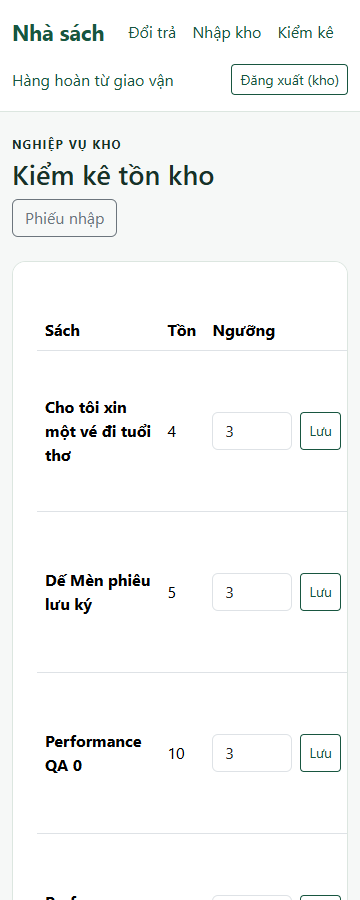 Nhà sách Đổi trả Nhập kho Kiểm kê
Hàng hoàn từ giao vận Đăng xuất (kho)
NGHIỆP VỤ KHO
Kiểm kê tồn kho
Phiếu nhập
Sách Tồn Ngưỡng
Cho tôi xin
một vé đi tuổi 4 3 Lưu
thơ
Dế Mèn phiêu
lưu ký 5 3 Lưu
Performance
QA 0 10 3 Lưu